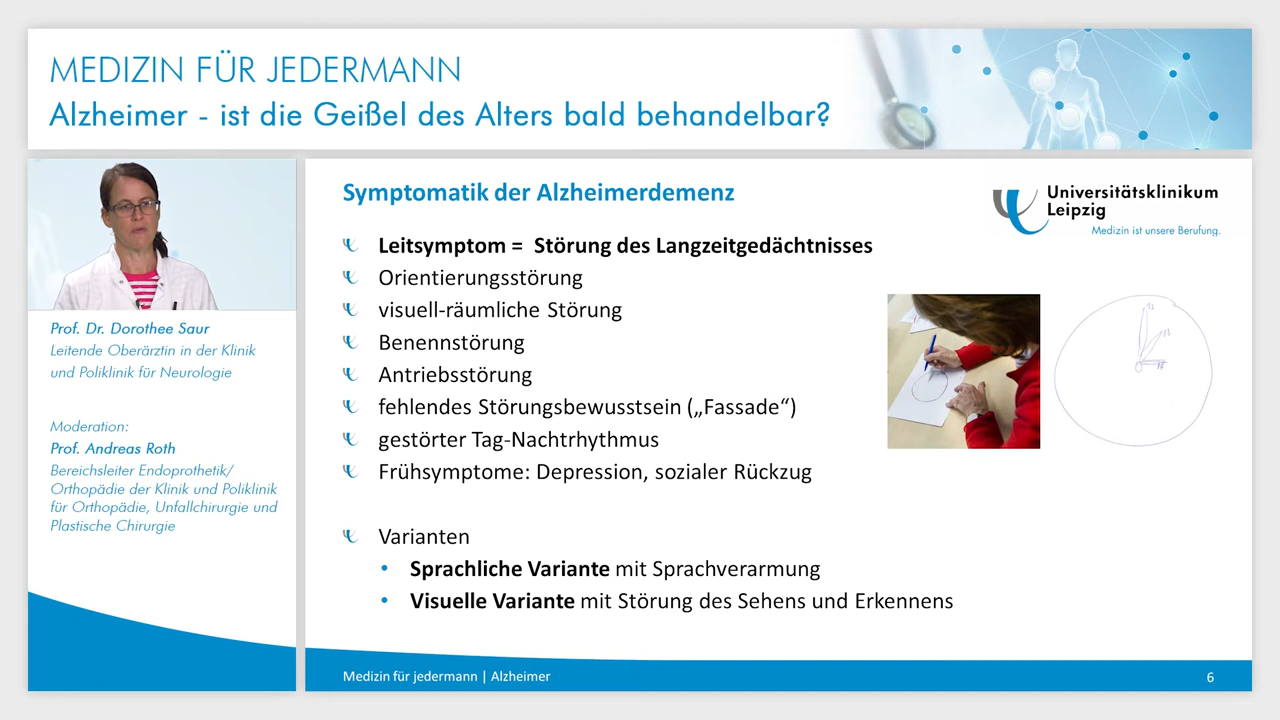 MEDIZIN FÜR JEDERMANN
Alzheimer - ist die Geißel des Alters bald behandelbar?
Prof. Dr. Dorothee Saur
Leitende Oberärztin in der Klinik
und Poliklinik für Neurologie
Moderation:
Prof. Andreas Roth
Bereichsleiter Endoprothetik/
Orthopädie der Klinik und Poliklinik
für Orthopädie, Unfallchirurgie und
Plastische Chirurgie
Symptomatik der Alzheimerdemenz
Universitätsklinikum
Leipzig
Medizin ist unsere Berufung.
Leitsymptom = Störung des Langzeitgedächtnisses
Orientierungsstörung
visuell-räumliche Störung
Benennstörung
Antriebsstörung
fehlendes Störungsbewusstsein („Fassade“)
gestörter Tag-Nachtrhythmus
Frühsymptome: Depression, sozialer Rückzug
Varianten
• Sprachliche Variante mit Sprachverarmung
• Visuelle Variante mit Störung des Sehens und Erkennens
Medizin für jedermann | Alzheimer
6